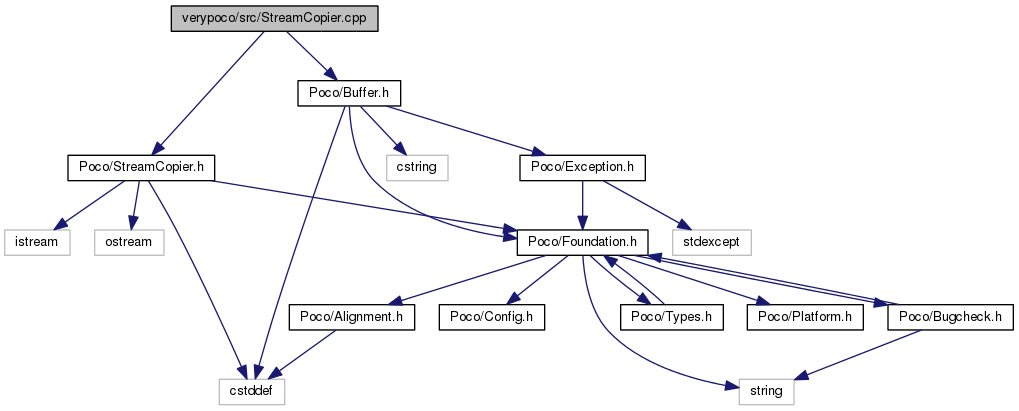 verypoco/src/StreamCopier.cpp
Poco/Buffer.h
Poco/StreamCopier.h
cstring
Poco/Exception.h
istream
ostream
Poco/Foundation.h
stdexcept
Poco/Alignment.h
Poco/Config.h
Poco/Types.h
Poco/Platform.h
Poco/Bugcheck.h
cstddef
string